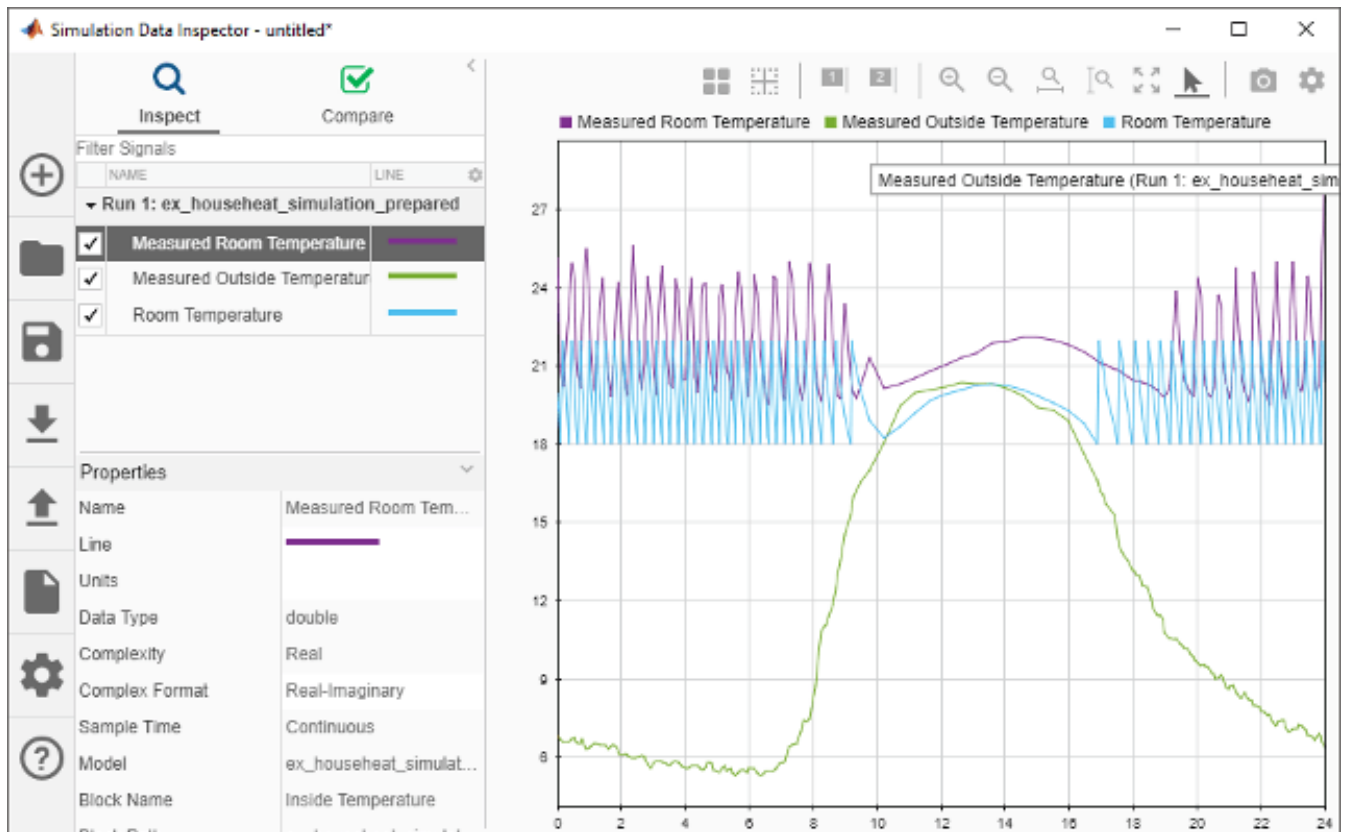 Simulation Data Inspector - untitled*
Inspect
Compare
Filter Signals
NAME
LINE
Run 1: ex_househeat_simulation_prepared
Measured Room Temperature
Measured Outside Temperatur
Room Temperature
Properties
Name
Measured Room Tem...
Line
Units
Data Type
double
Complexity
Real
Complex Format
Real-Imaginary
Sample Time
Continuous
Model
ex_househeat_simulat...
Block Name
Inside Temperature
1
2
Measured Room Temperature
Measured Outside Temperature
Room Temperature
Measured Outside Temperature (Run 1: ex_househeat_sim
27
24
21
18
15
12
9
6
0 2 4 6 8 10 12 14 16 18 20 22 24